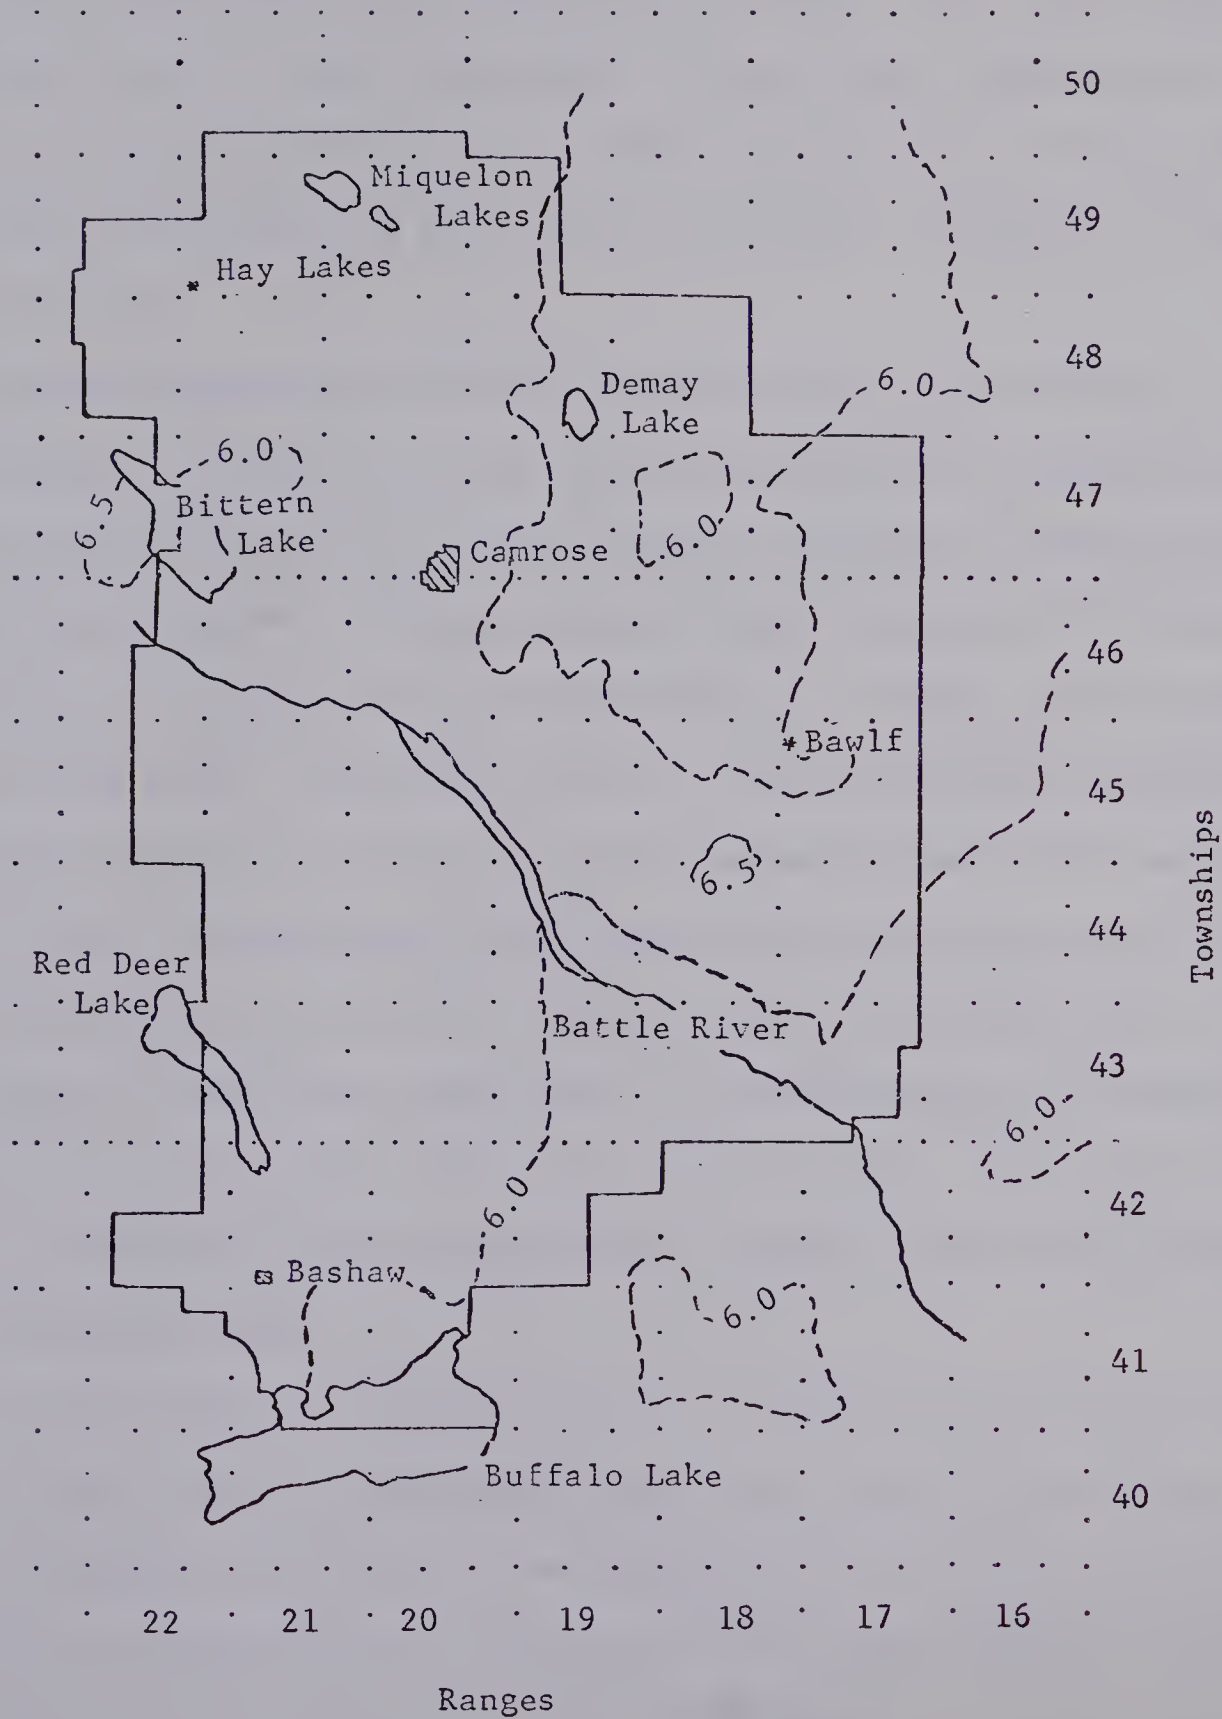 50
Miquelon
Lakes
49
Hay Lakes
48
6.0
Demay
Lake
6.0
47
6.5
Bittern
Lake
6.0
Camrose
46
Bawlf
45
Townships
6.5
44
Red Deer
Lake
Battle River
43
6.0
42
6.0
Bashaw
6.0
41
Buffalo Lake
40
22 21 20 19 18 17 16
Ranges